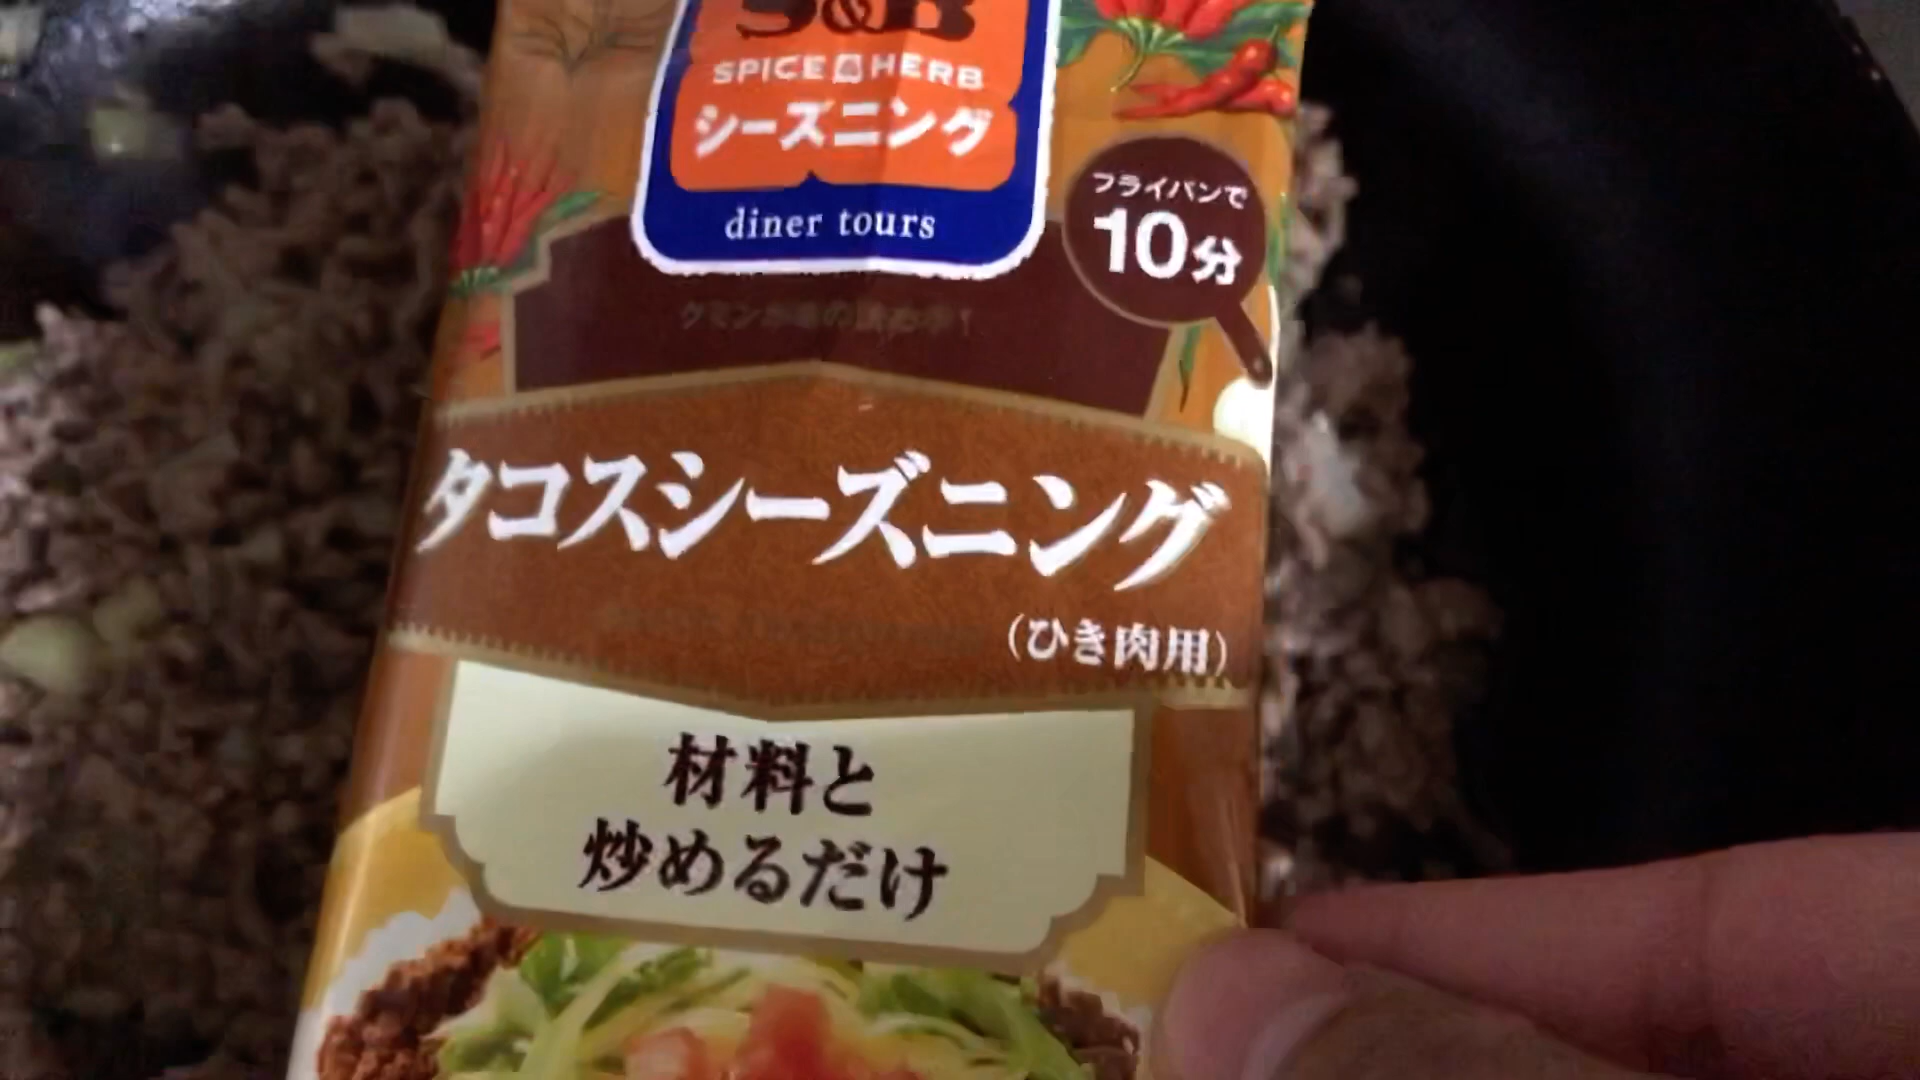 S&B
SPICE & HERB
シーズニング
diner tours
フライパンで
10分
タコスシーズニング
(ひき肉用)
材料と
炒めるだけ